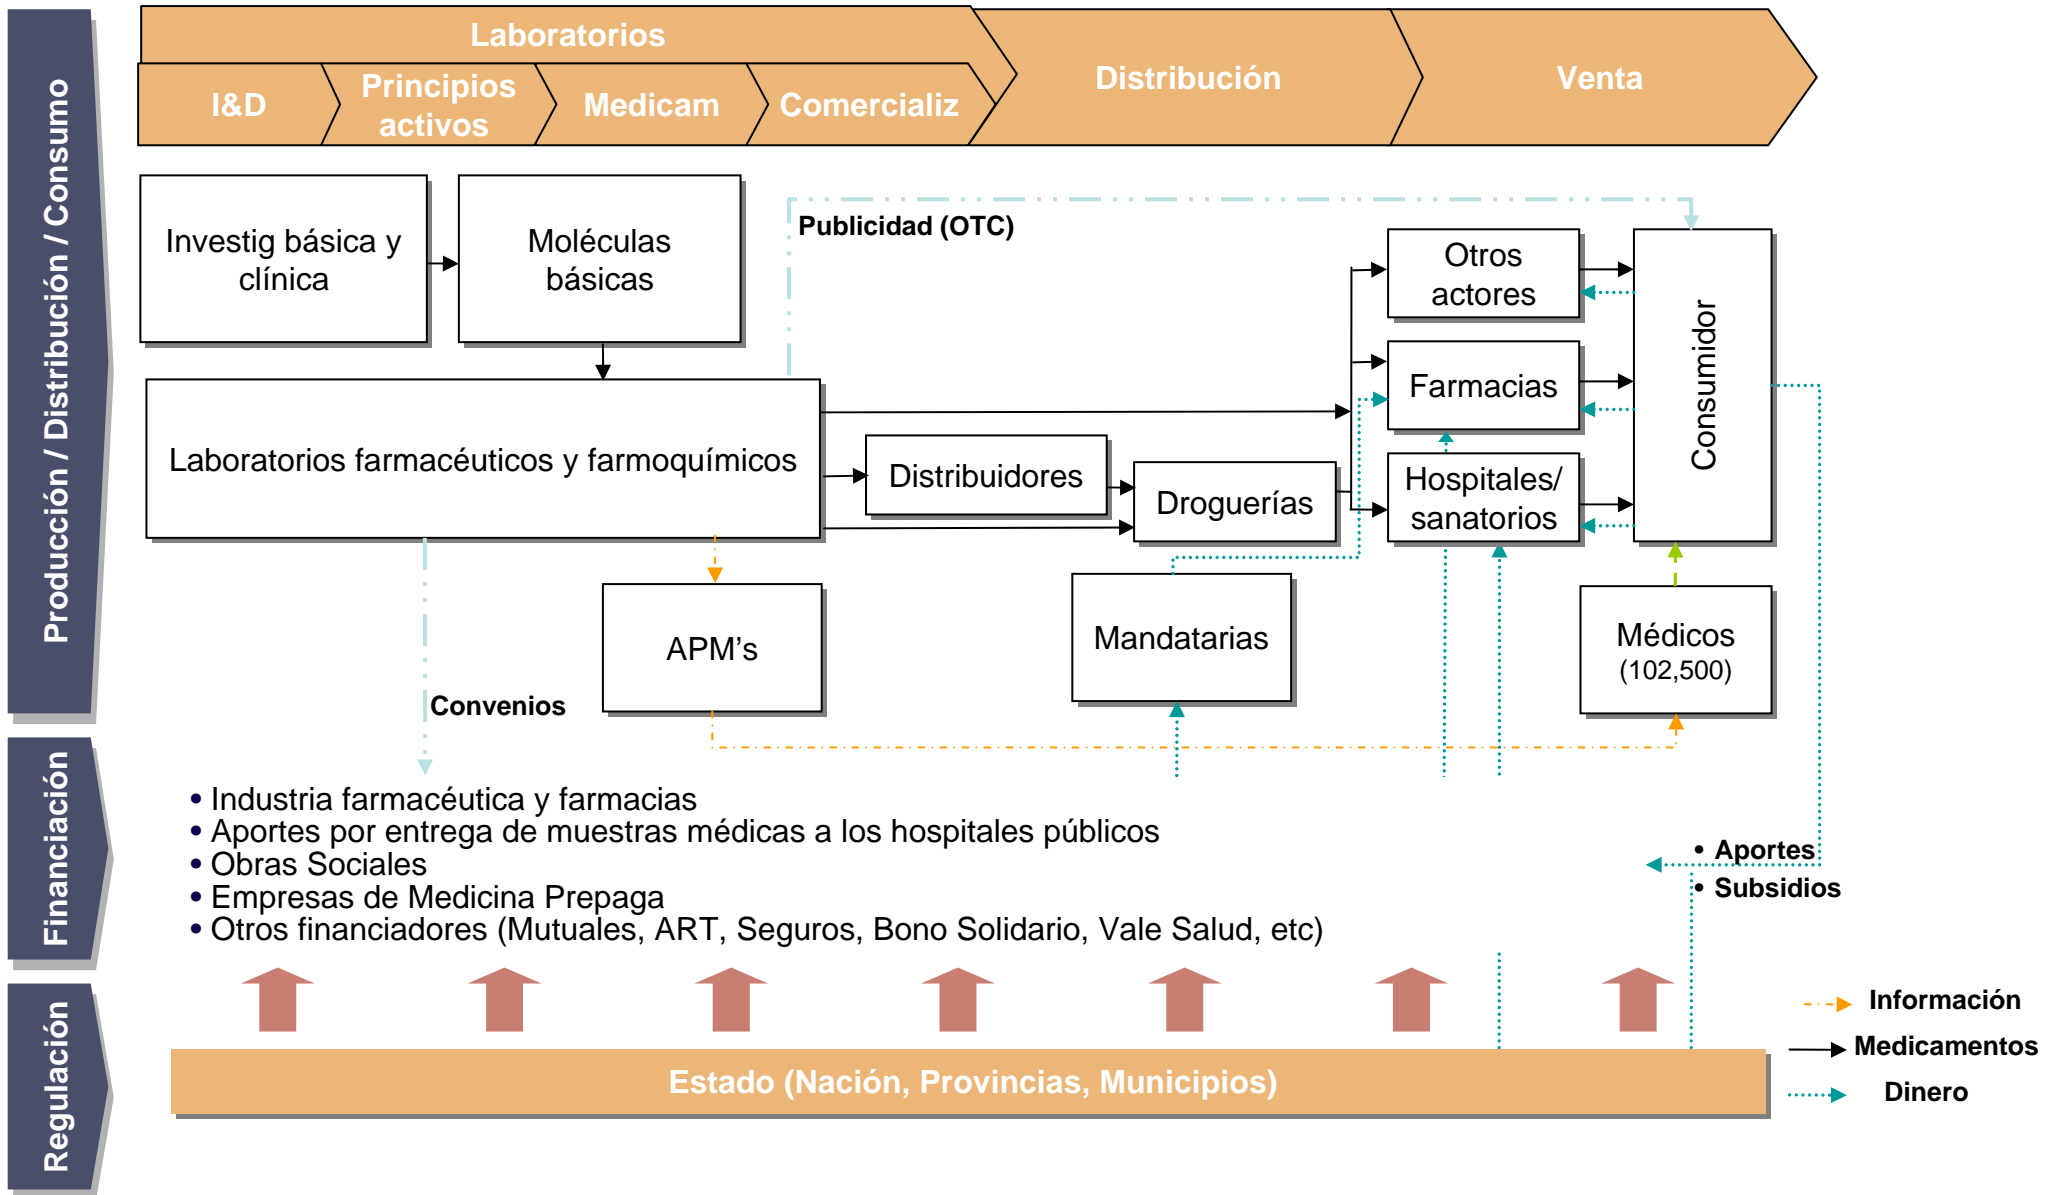 Producción / Distribución / Consumo
Laboratorios
I&D
Principios
activos
Medicam
Comercializ
Distribución
Venta
Investig básica y
clínica
Moléculas
básicas
Publicidad (OTC)
Otros
actores
Farmacias
Hospitales/
sanatorios
Consumidor
Laboratorios farmacéuticos y farmoquímicos
Distribuidores
Droguerías
APM's
Mandatarias
Médicos
(102,500)
Convenios
Financiación
• Industria farmacéutica y farmacias
• Aportes por entrega de muestras médicas a los hospitales públicos
• Obras Sociales
• Empresas de Medicina Prepaga
• Otros financiadores (Mutuales, ART, Seguros, Bono Solidario, Vale Salud, etc)
• Aportes
• Subsidios
Regulación
Estado (Nación, Provincias, Municipios)
Información
Medicamentos
Dinero